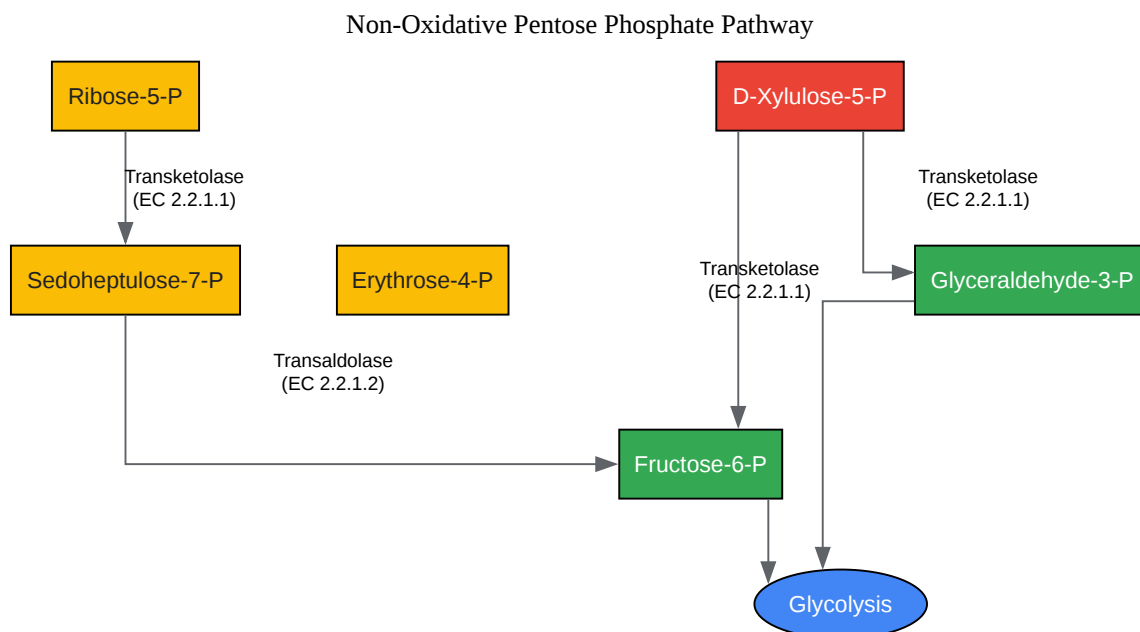 Non-Oxidative Pentose Phosphate Pathway
Ribose-5-P
D-Xylulose-5-P
Transketolase
(EC 2.2.1.1)
Transketolase
(EC 2.2.1.1)
Sedoheptulose-7-P
Erythrose-4-P
Transketolase
(EC 2.2.1.1)
Glyceraldehyde-3-P
Transaldolase
(EC 2.2.1.2)
Fructose-6-P
Glycolysis